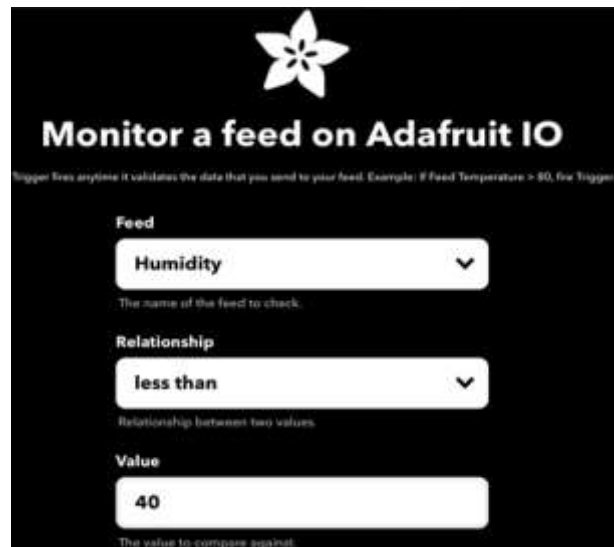 Monitor a feed on Adafruit IO
Trigger fires anytime it validates the data that you send to your feed. Example: If Feed Temperature > 80, fire Trigger
Feed
Humidity
The name of the feed to check.
Relationship
less than
Relationship between two values.
Value
40
The value to compare against.